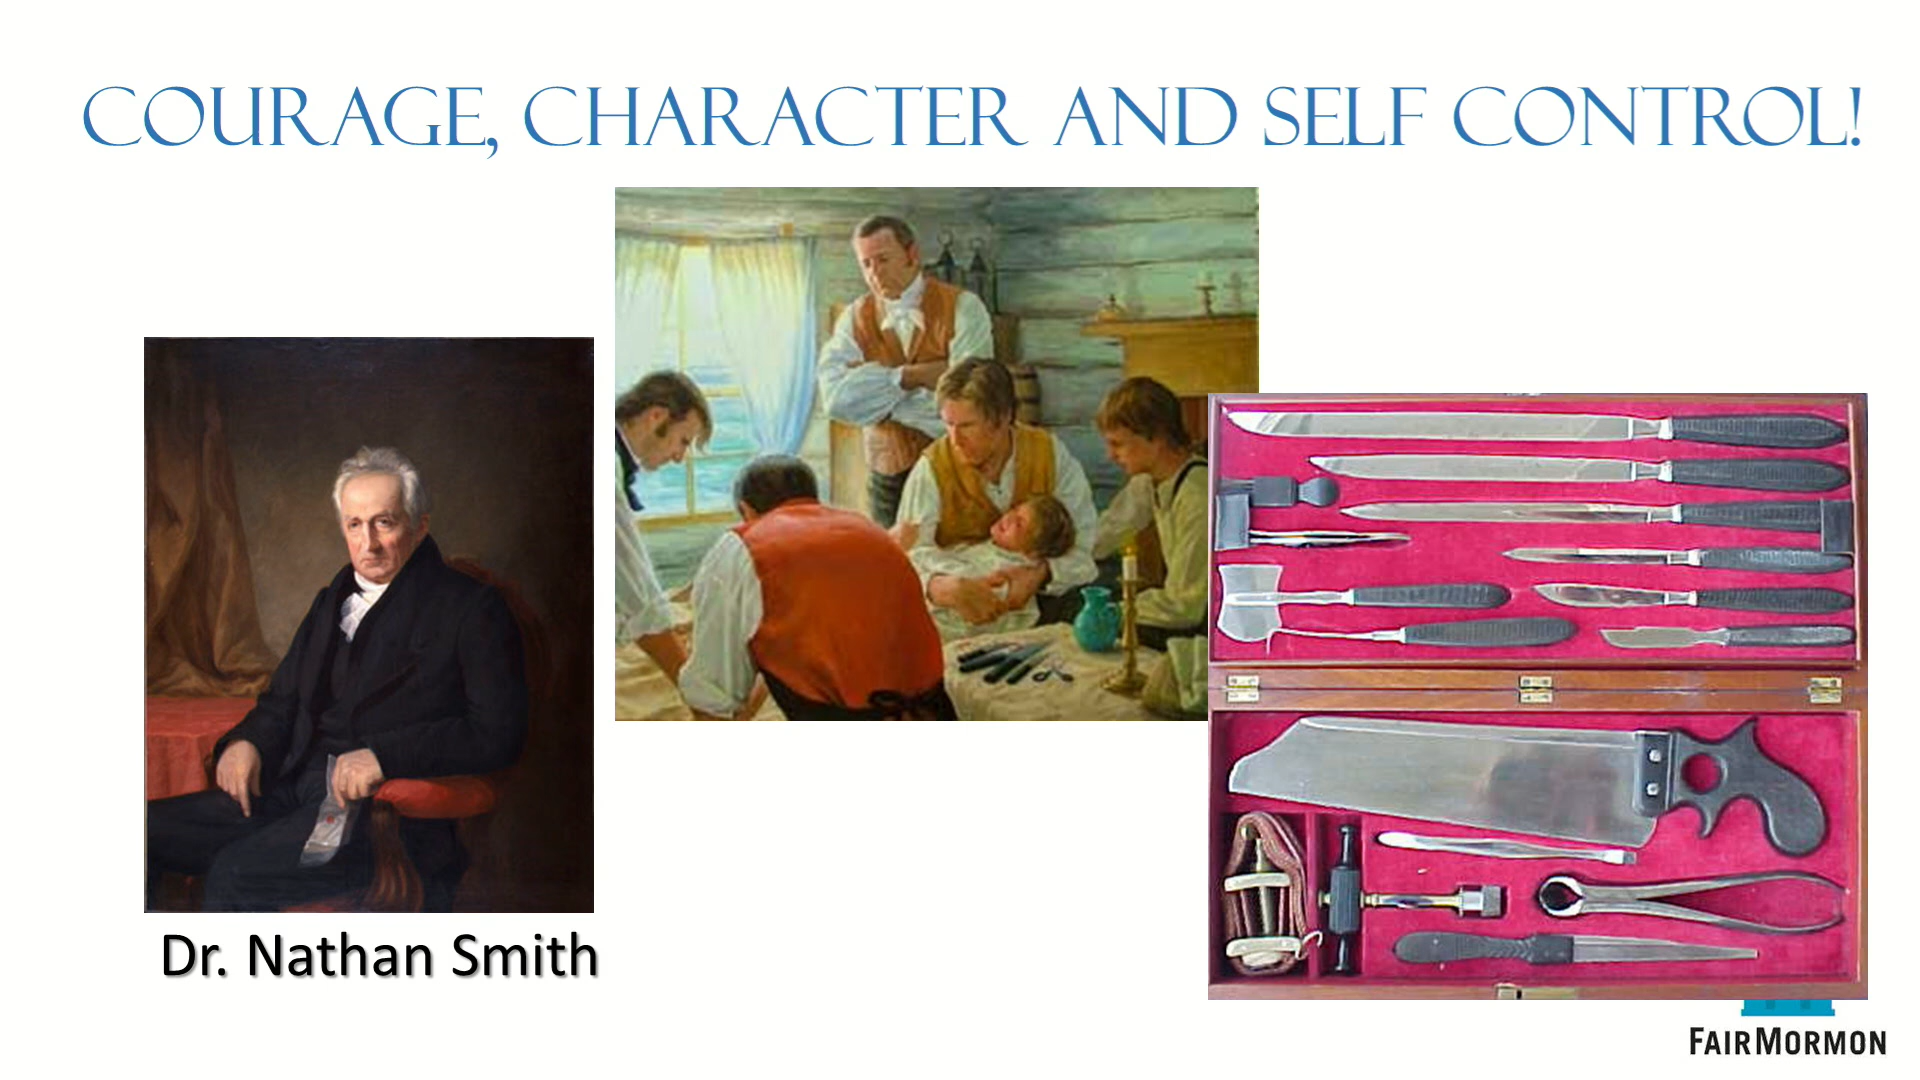 COURAGE, CHARACTER AND SELF CONTROL!
Dr. Nathan Smith
FAIRMORMON